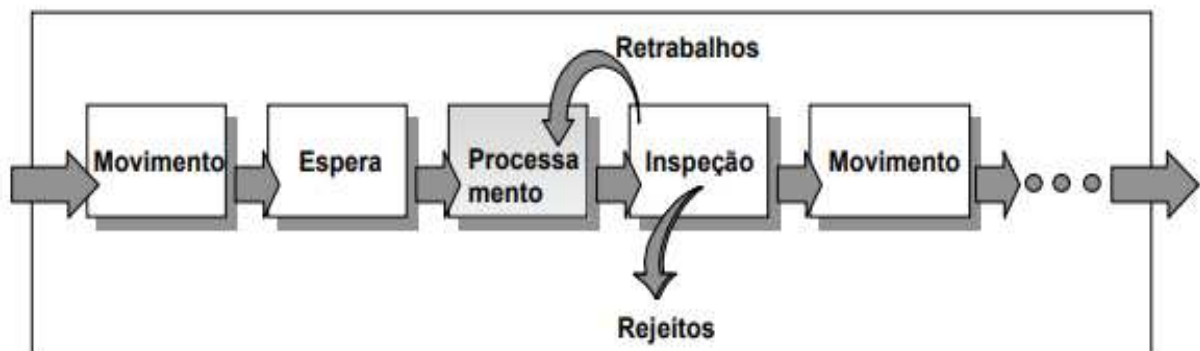 Retrabalhos
Movimento
Espera
Processa
mento
Inspeção
Movimento
Rejeitos